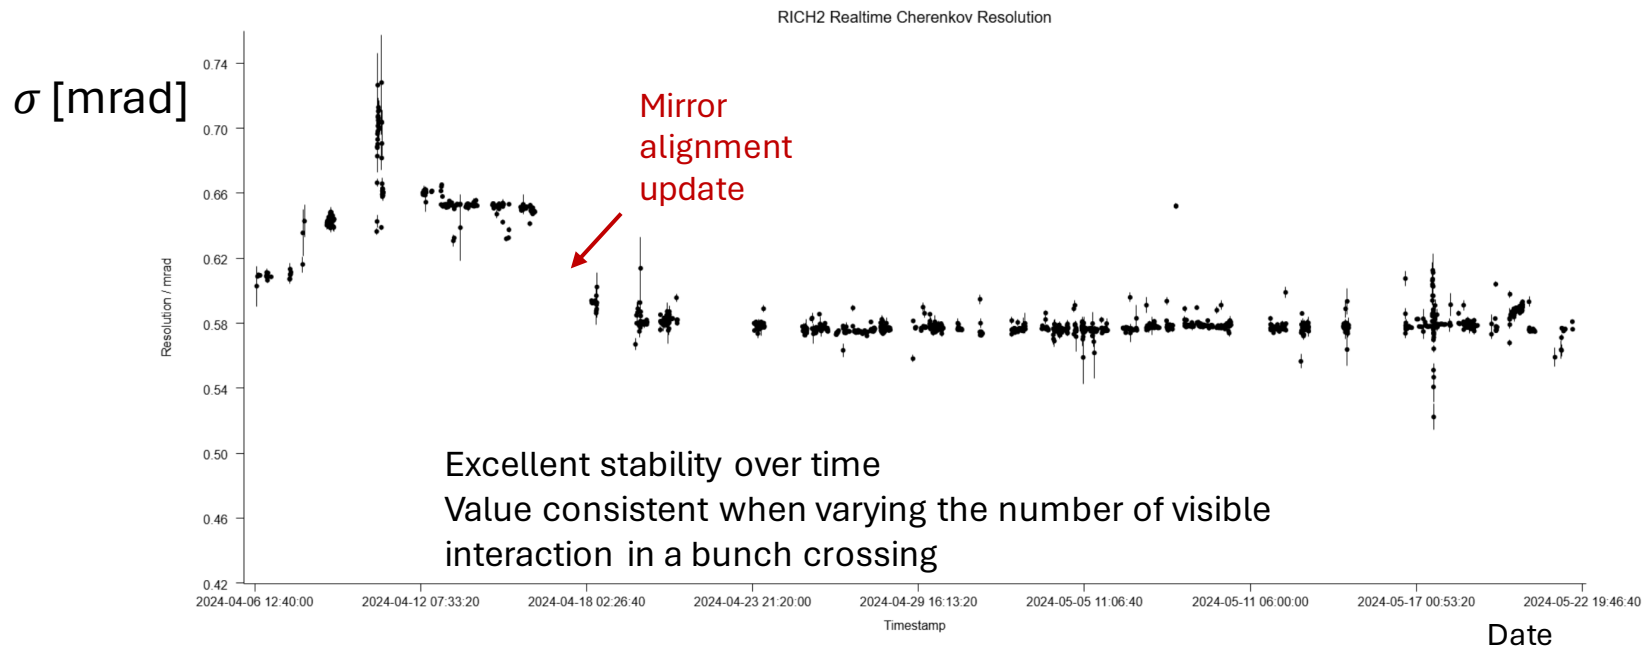 RICH2 Realtime Cherenkov Resolution
σ [mrad]
Mirror
alignment
update
Resolution / mrad
0.74
0.70
0.66
0.62
0.58
0.54
0.50
0.46
0.42
Excellent stability over time
Value consistent when varying the number of visible
interaction in a bunch crossing
2024-04-06 12:40:00 2024-04-12 07:33:20 2024-04-18 02:26:40 2024-04-23 21:20:00 2024-04-29 16:13:20 2024-05-05 11:06:40 2024-05-11 06:00:00 2024-05-17 00:53:20 2024-05-22 19:46:40
Timestamp
Date